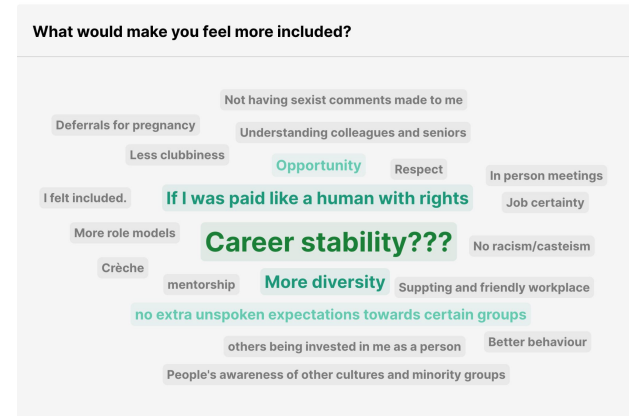 What would make you feel more included?
Not having sexist comments made to me
Deferrals for pregnancy
Understanding colleagues and seniors
Less clubbiness
Opportunity
Respect
In person meetings
I felt included.
If I was paid like a human with rights
Job certainty
More role models
Career stability???
No racism/casteism
Crèche
mentorship
More diversity
Suppting and friendly workplace
no extra unspoken expectations towards certain groups
others being invested in me as a person
Better behaviour
People's awareness of other cultures and minority groups